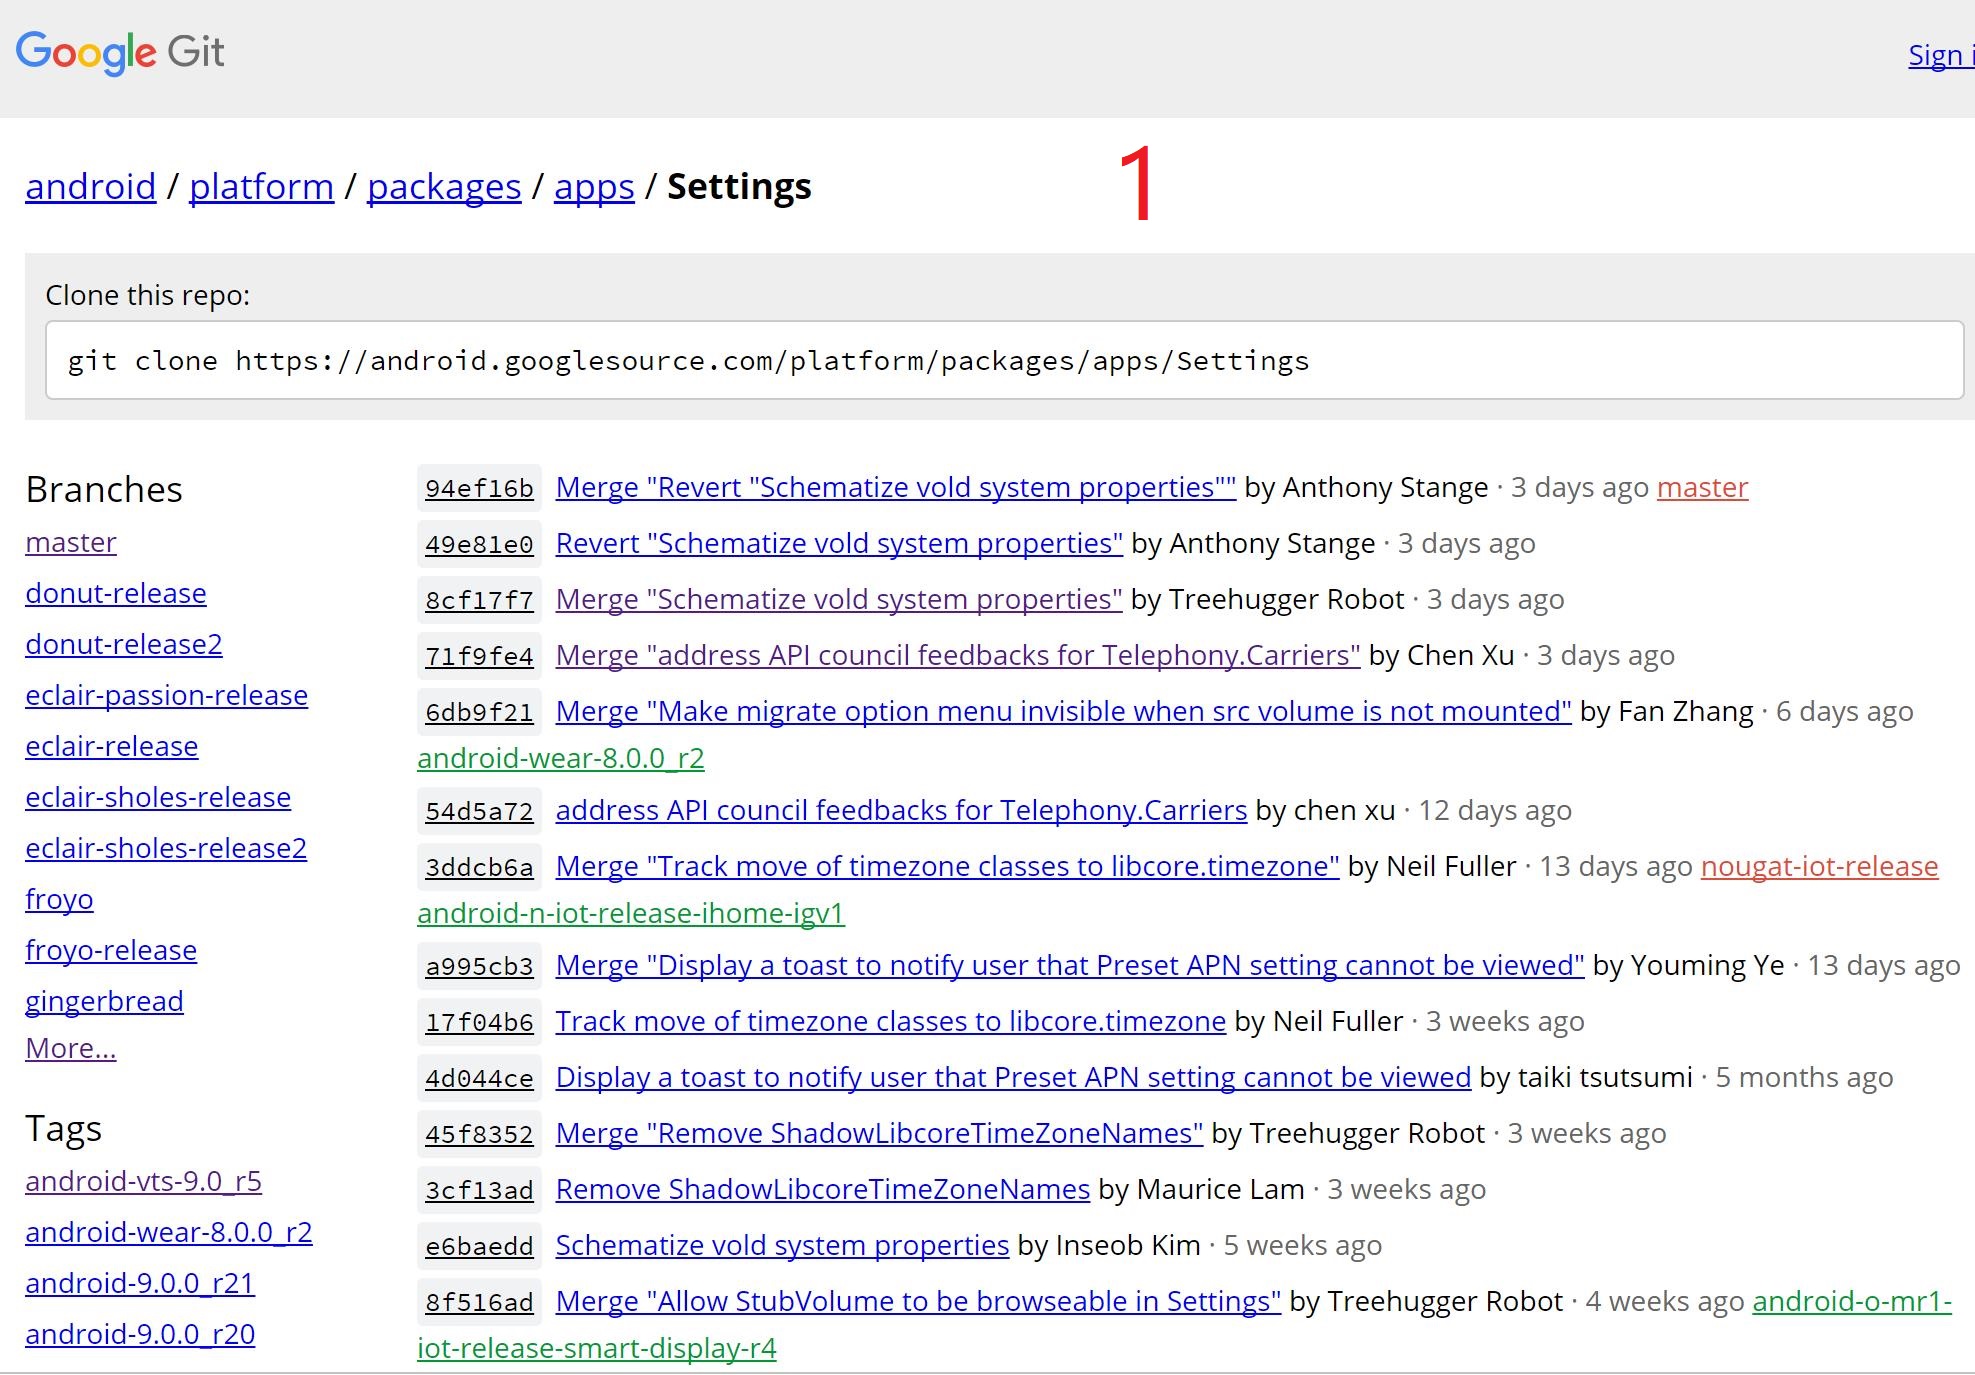 Google Git
Sign i
android / platform / packages / apps / Settings
1
Clone this repo:
git clone https://android.googlesource.com/platform/packages/apps/Settings
Branches
master
donut-release
donut-release2
eclair-passion-release
eclair-release
eclair-sholes-release
eclair-sholes-release2
froyo
froyo-release
gingerbread
More...
Tags
android-vts-9.0_r5
android-wear-8.0.0_r2
android-9.0.0_r21
android-9.0.0_r20
94ef16b Merge "Revert "Schematize vold system properties"" by Anthony Stange · 3 days ago master
49e81e0 Revert "Schematize vold system properties" by Anthony Stange · 3 days ago
8cf17f7 Merge "Schematize vold system properties" by Treehugger Robot · 3 days ago
71f9fe4 Merge "address API council feedbacks for Telephony.Carriers" by Chen Xu · 3 days ago
6db9f21 Merge "Make migrate option menu invisible when src volume is not mounted" by Fan Zhang · 6 days ago
android-wear-8.0.0_r2
54d5a72 address API council feedbacks for Telephony.Carriers by chen xu · 12 days ago
3ddcb6a Merge "Track move of timezone classes to libcore.timezone" by Neil Fuller · 13 days ago nougat-iot-release
android-n-iot-release-ihome-igv1
a995cb3 Merge "Display a toast to notify user that Preset APN setting cannot be viewed" by Youming Ye · 13 days ago
17f04b6 Track move of timezone classes to libcore.timezone by Neil Fuller · 3 weeks ago
4d044ce Display a toast to notify user that Preset APN setting cannot be viewed by taiki tsutsumi · 5 months ago
45f8352 Merge "Remove ShadowLibcoreTimeZoneNames" by Treehugger Robot · 3 weeks ago
3cf13ad Remove ShadowLibcoreTimeZoneNames by Maurice Lam · 3 weeks ago
e6baedd Schematize vold system properties by Inseob Kim · 5 weeks ago
8f516ad Merge "Allow StubVolume to be browseable in Settings" by Treehugger Robot · 4 weeks ago android-o-mr1-
iot-release-smart-display-r4